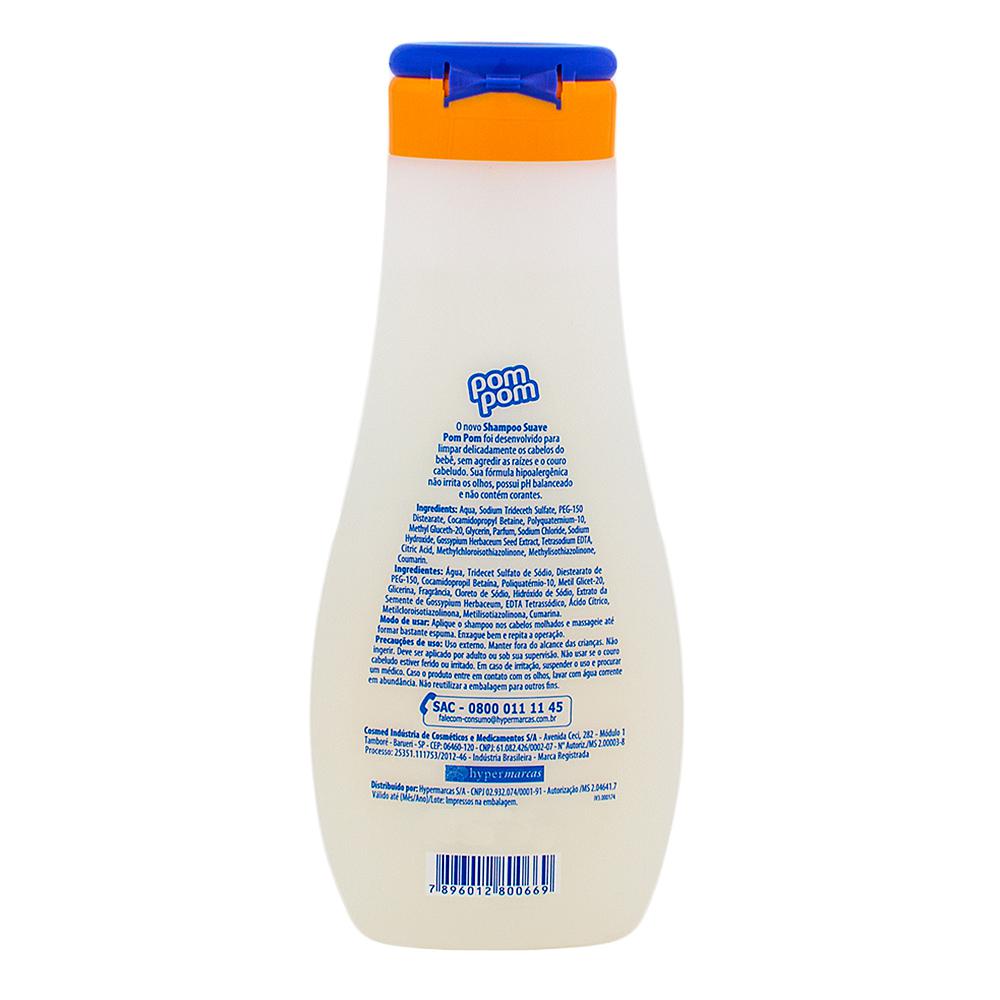 pom
pom
O novo Shampoo Suave
Pom Pom foi desenvolvido para
limpar delicadamente os cabelos do
bebê, sem agredir as raízes e o couro
cabeludo. Sua fórmula hipoalergênica
não irrita os olhos, possui pH balanceado
e não contém corantes.
Ingredients: Aqua, Sodium Trideceth Sulfate, PEG-150
Distearate, Cocamidopropyl Betaine, Polyquaternium-10,
Methyl Gluceth-20, Glycerin, Parfum, Sodium Chloride, Sodium
Hydroxide, Gossypium Herbaceum Seed Extract, Tetrasodium EDTA,
Citric Acid, Methylchloroisothiazolinone, Methylisothiazolinone,
Coumarin.
Ingredientes: Água, Tridecet Sulfato de Sódio, Diestearato de
PEG-150, Cocamidopropil Betaína, Poliquatérnio-10, Metil Glicet-20,
Glicerina, Fragrância, Cloreto de Sódio, Hidróxido de Sódio, Extrato da
Semente de Gossypium Herbaceum, EDTA Tetrassódico, Ácido Cítrico,
Metilcloroisotiazolinona, Metilisotiazolinona, Cumarina.
Modo de usar: Aplique o shampoo nos cabelos molhados e massageie até
formar bastante espuma. Enxague bem e repita a operação.
Precauções de uso: Uso externo. Manter fora do alcance das crianças. Não
ingerir. Deve ser aplicado por adulto ou sob sua supervisão. Não usar se o couro
cabeludo estiver ferido ou irritado. Em caso de irritação, suspender o uso e procurar
um médico. Caso o produto entre em contato com os olhos, lavar com água corrente
em abundância. Não reutilizar a embalagem para outros fins.
SAC - 0800 011 11 45
falecom-consumo@hypermarcas.com.br
Cosmed Indústria de Cosméticos e Medicamentos S/A - Avenida Ceci, 282 - Módulo 1
Tamboré - Barueri - SP - CEP: 06460-120 - CNPJ: 61.082.426/0002-07 - N° Autoriz./MS 2.00003-8
Processo: 25351.111753/2012-46 - Indústria Brasileira - Marca Registrada
hypermarcas
Distribuído por: Hypermarcas S/A - CNPJ 02.932.074/0001-91 - Autorização /MS 2.04641.7
Válido até (Mês/Ano)/Lote: Impressos na embalagem.
7 896012 800669